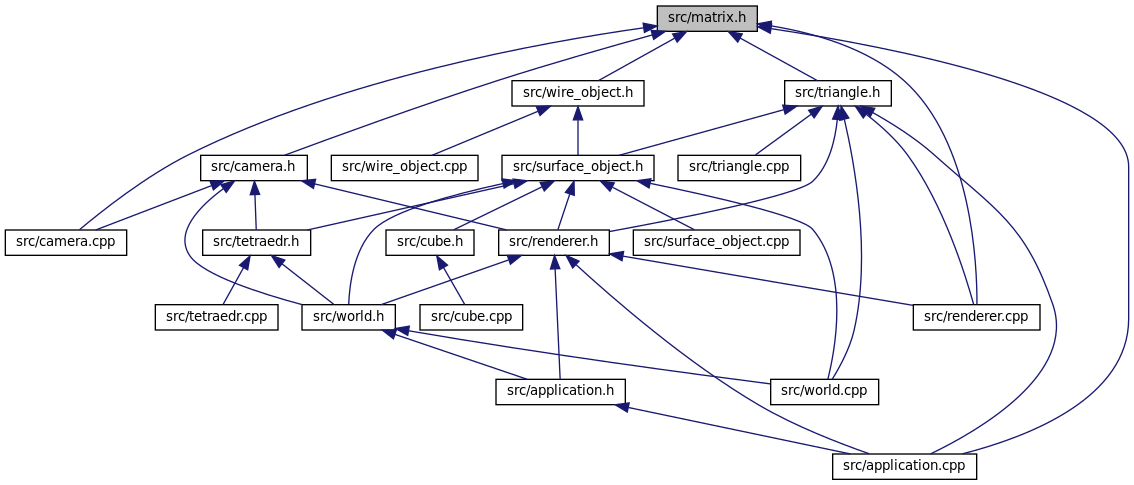 src/matrix.h
src/wire_object.h
src/triangle.h
src/camera.h
src/wire_object.cpp
src/surface_object.h
src/triangle.cpp
src/camera.cpp
src/tetraedr.h
src/cube.h
src/renderer.h
src/surface_object.cpp
src/tetraedr.cpp
src/world.h
src/cube.cpp
src/renderer.cpp
src/application.h
src/world.cpp
src/application.cpp